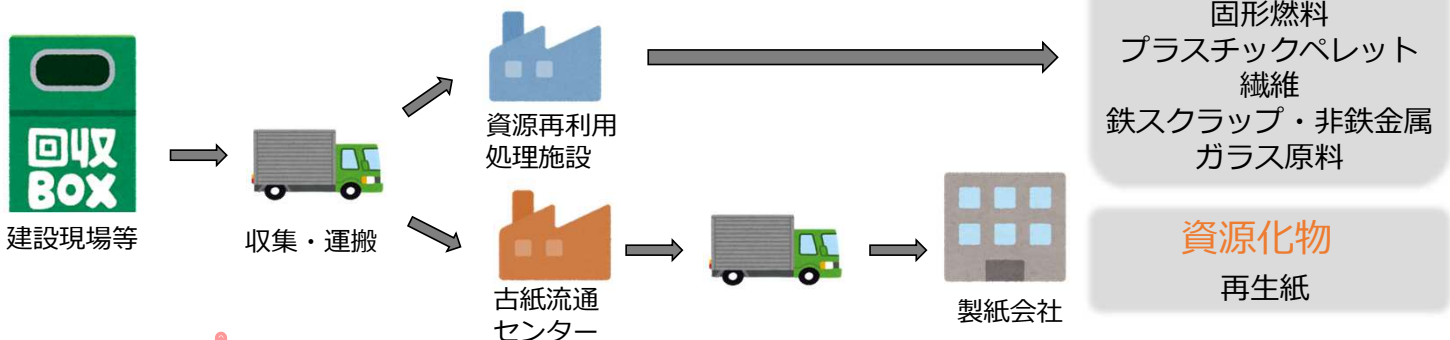 回収
BOX
建設現場等
収集・運搬
資源再利用
処理施設
古紙流通
センター
製紙会社
固形燃料
プラスチックペレット
繊維
鉄スクラップ・非鉄金属
ガラス原料
資源化物
再生紙